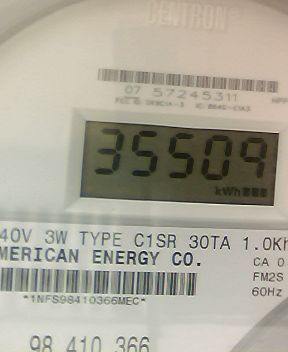 CENTRON
07 57245311
35509
kWh
40V 3W TYPE C1SR 30TA 1.0Kh
MERICAN ENERGY CO.
CA 0
FM2S
60Hz
*1NFS98410366MEC*
98 410 366